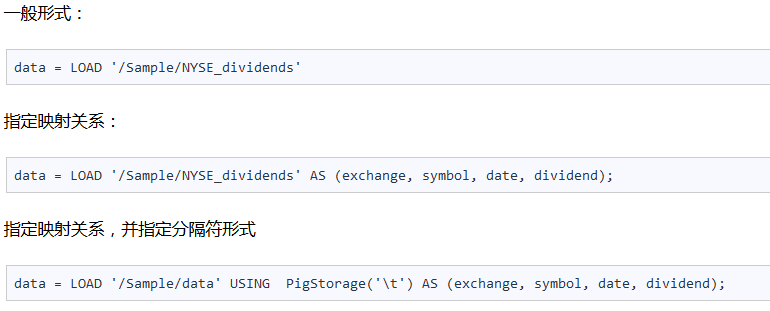 一般形式：
data = LOAD '/Sample/NYSE_dividends'
指定映射关系：
data = LOAD '/Sample/NYSE_dividends' AS (exchange, symbol, date, dividend);
指定映射关系，并指定分隔符形式
data = LOAD '/Sample/data' USING  PigStorage('\t') AS (exchange, symbol, date, dividend);